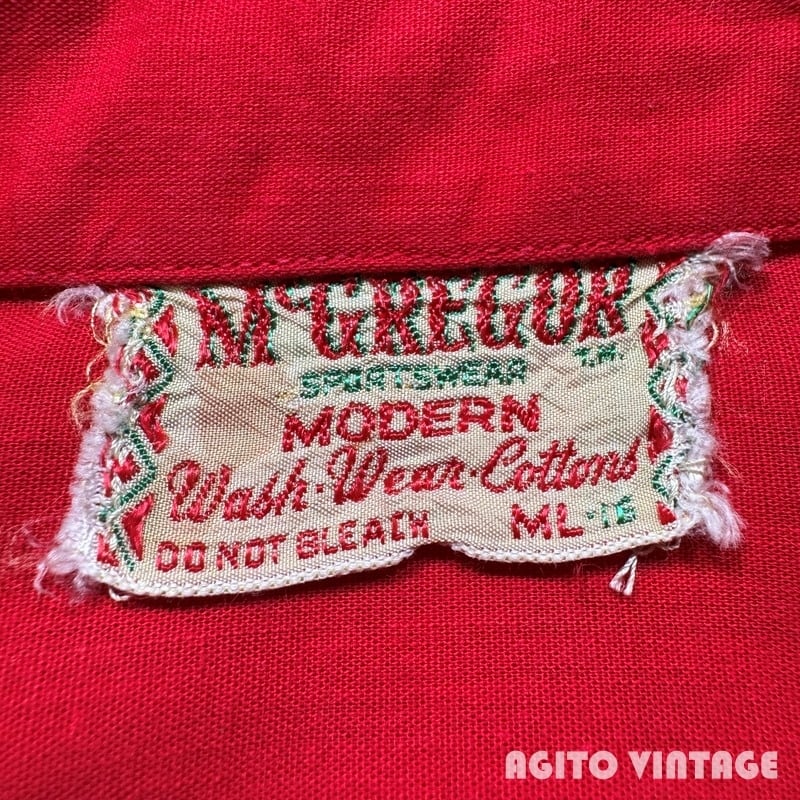 McGREGOR
T.M.
SPORTSWEAR
MODERN
Wash·Wear·Cottons
DO NOT BLEACH ML·16
AGITO VINTAGE